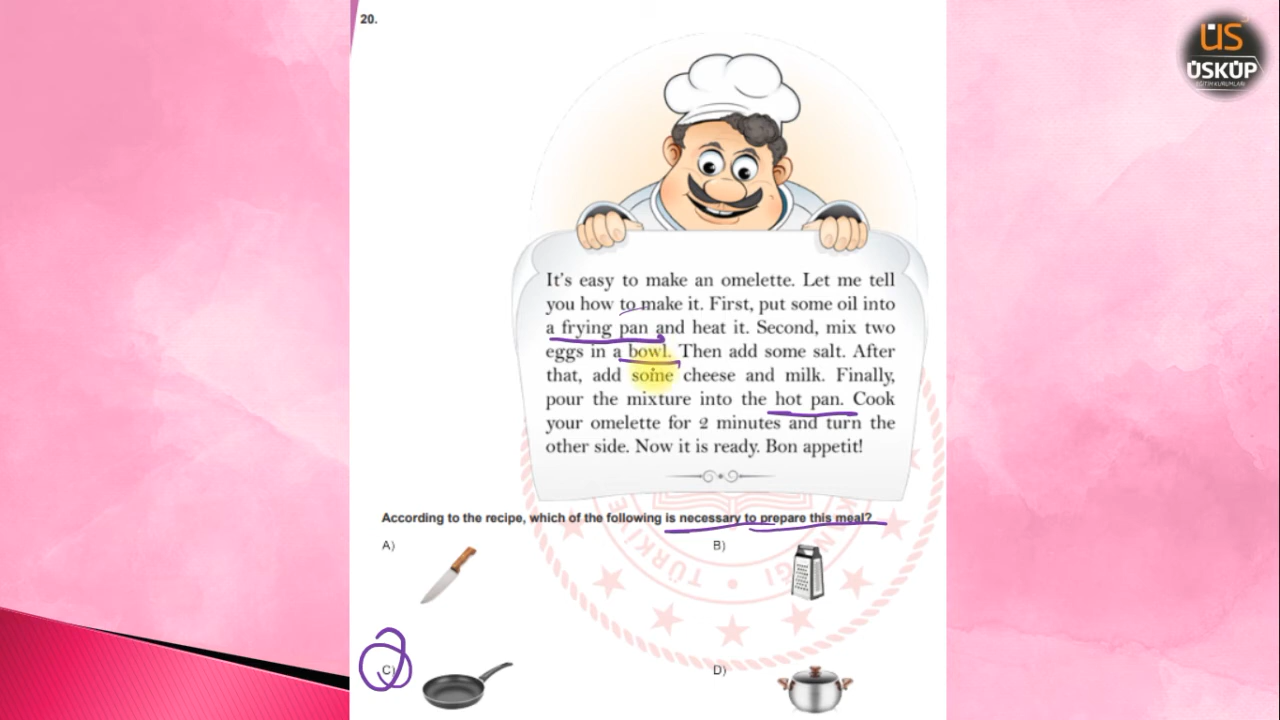 20.
ÜS
ÜSKÜP
EĞİTİM KURUMLARI
It's easy to make an omelette. Let me tell
you how to make it. First, put some oil into
a frying pan and heat it. Second, mix two
eggs in a bowl. Then add some salt. After
that, add some cheese and milk. Finally,
pour the mixture into the hot pan. Cook
your omelette for 2 minutes and turn the
other side. Now it is ready. Bon appetit!
According to the recipe, which of the following is necessary to prepare this meal?
A)
B)
C)
D)
TÜRKİYE